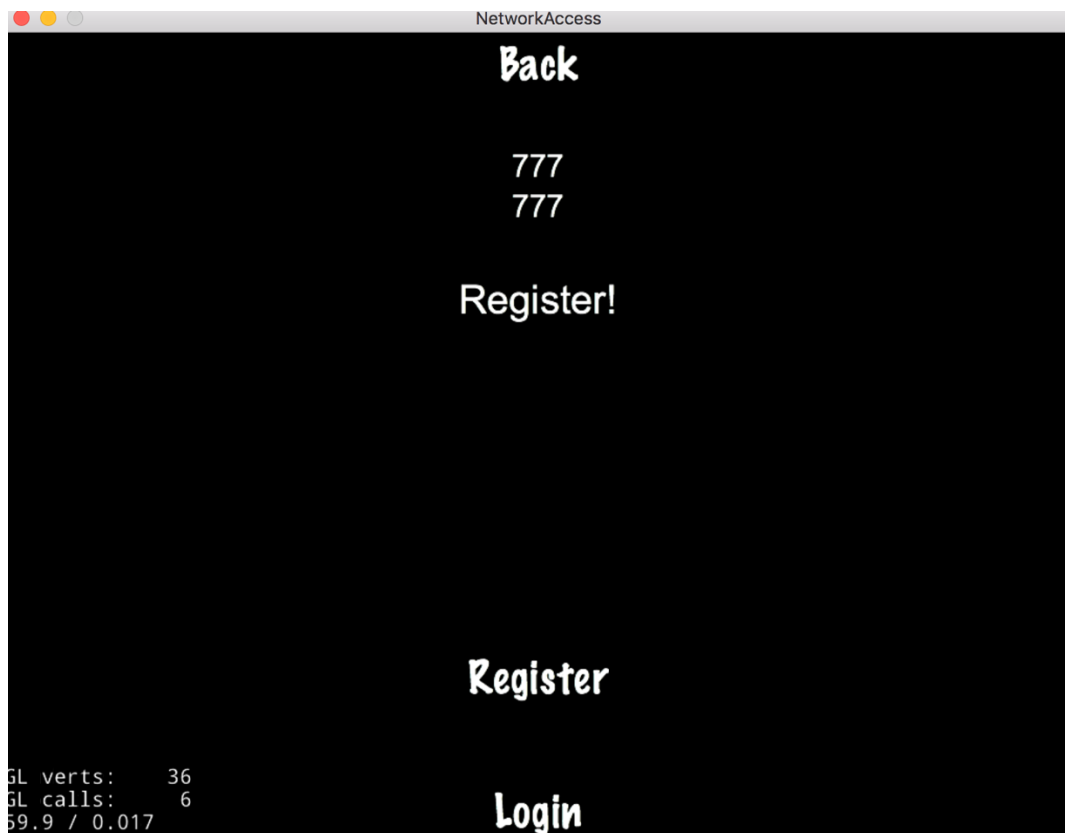 NetworkAccess
Back
777
777
Register!
Register
GL verts: 36
GL calls: 6
59.9 / 0.017
Login